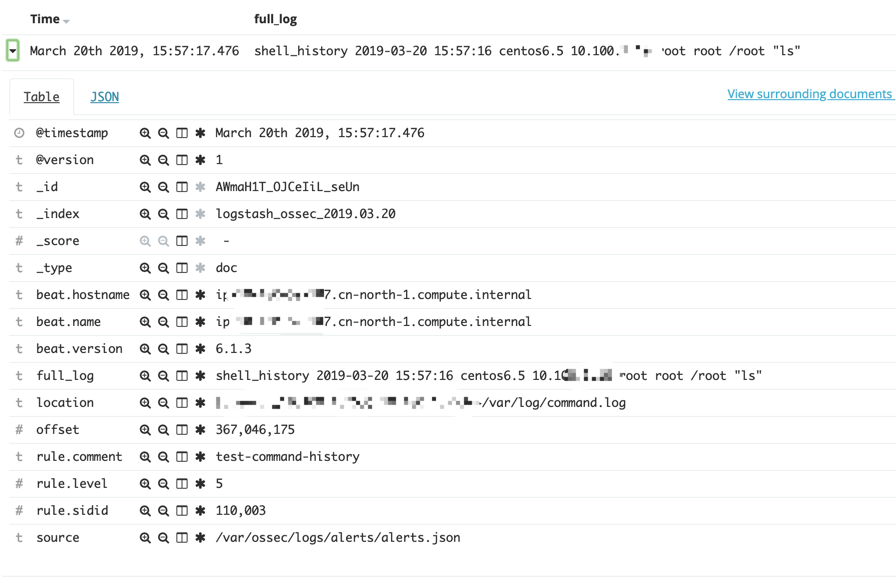 Time full_log
March 20th 2019, 15:57:17.476 shell_history 2019-03-20 15:57:16 centos6.5 10.100. root root /root "ls"
Table JSON View surrounding documents
@timestamp March 20th 2019, 15:57:17.476
t @version 1
t _id AWmaH1T_OJCeIiL_seUn
t _index logstash_ossec_2019.03.20
# _score -
t _type doc
t beat.hostname ip 7.cn-north-1.compute.internal
t beat.name ip 7.cn-north-1.compute.internal
t beat.version 6.1.3
t full_log shell_history 2019-03-20 15:57:16 centos6.5 10.1 root root /root "ls"
t location /var/log/command.log
# offset 367,046,175
t rule.comment test-command-history
# rule.level 5
# rule.sidid 110,003
t source /var/ossec/logs/alerts/alerts.json